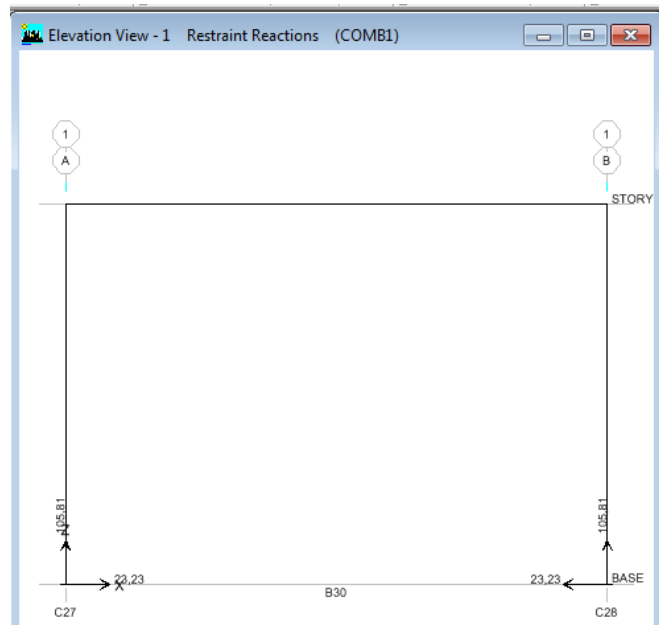 Elevation View - 1 Restraint Reactions (COMB1)
1 1
A B
STORY
105,81 105,81
Z
23,23 23,23 BASE
X
B30
C27 C28